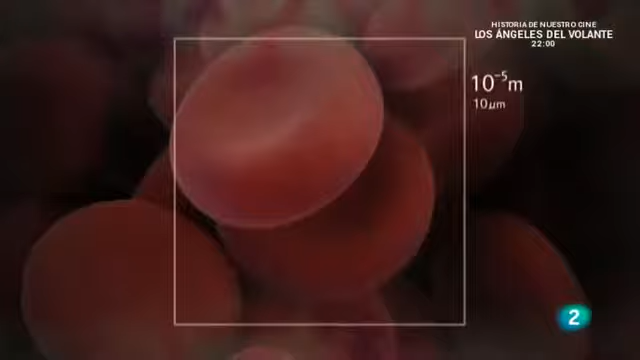 HISTORIA DE NUESTRO CINE
LOS ÁNGELES DEL VOLANTE
22:00
10⁻⁵m
10μm
2